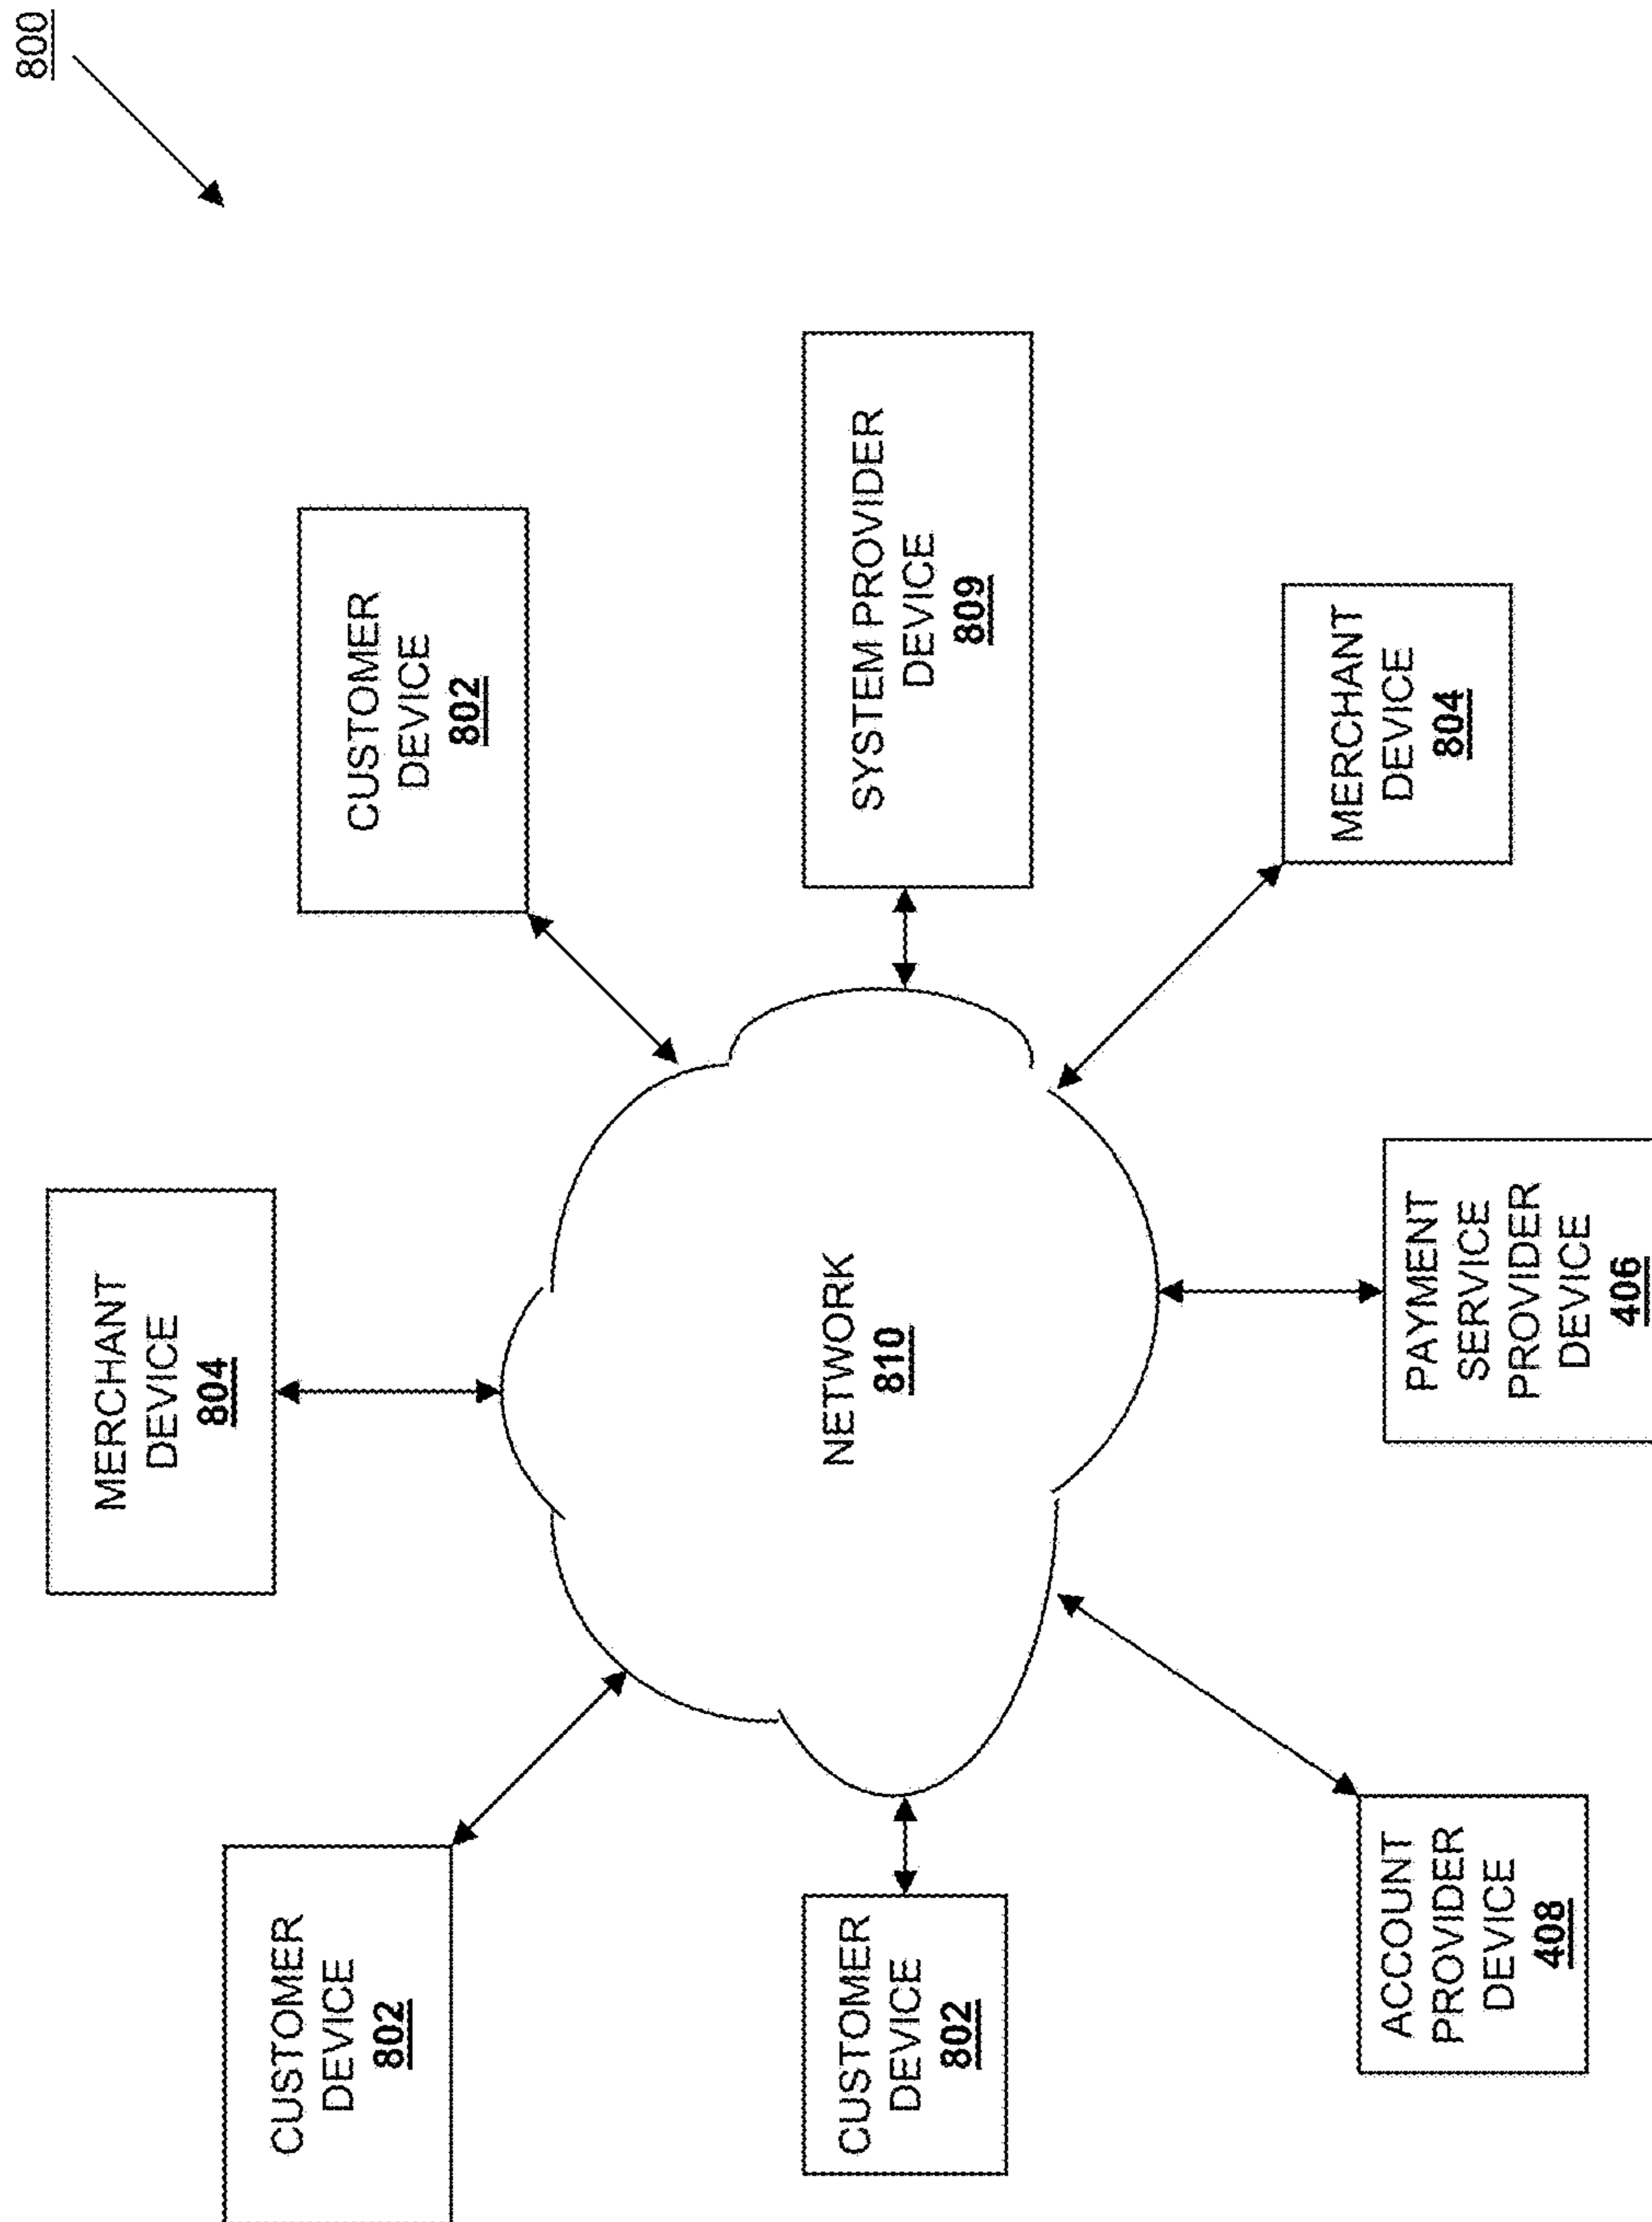 800
MERCHANT
DEVICE
804
CUSTOMER
DEVICE
802
CUSTOMER
DEVICE
802
NETWORK
810
CUSTOMER
DEVICE
802
SYSTEM PROVIDER
DEVICE
809
ACCOUNT
PROVIDER
DEVICE
408
PAYMENT
SERVICE
PROVIDER
DEVICE
406
MERCHANT
DEVICE
804